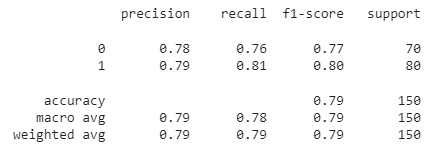 precision recall f1-score support
0 0.78 0.76 0.77 70
1 0.79 0.81 0.80 80
accuracy 0.79 150
macro avg 0.79 0.78 0.79 150
weighted avg 0.79 0.79 0.79 150